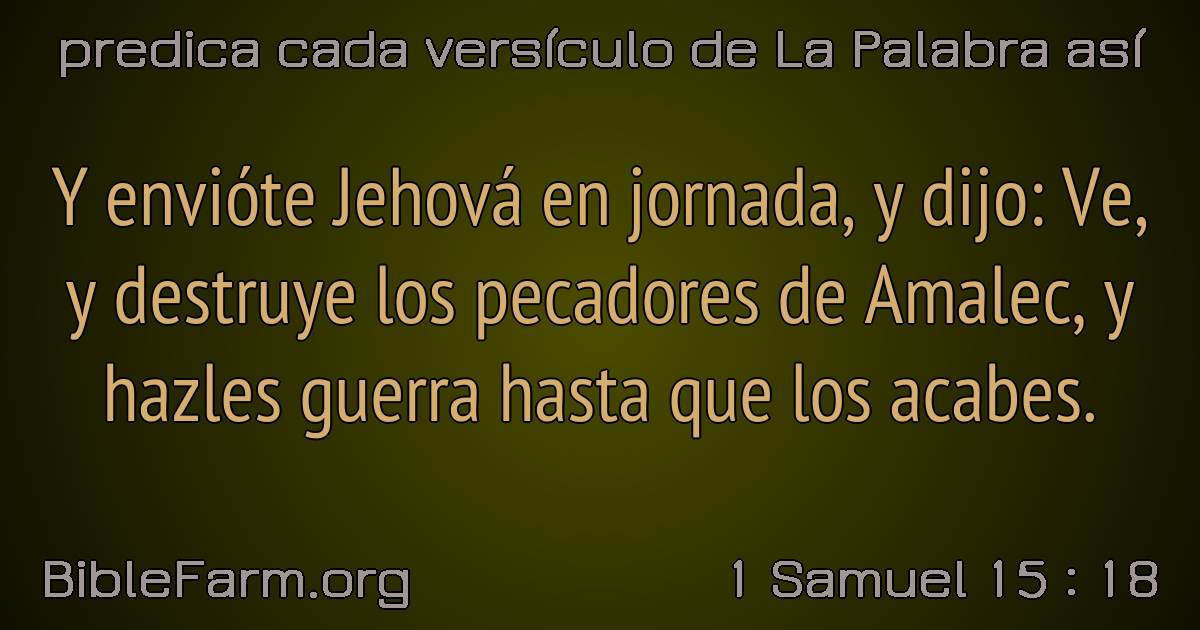 predica cada versículo de La Palabra así
Y envióte Jehová en jornada, y dijo: Ve,
y destruye los pecadores de Amalec, y
hazles guerra hasta que los acabes.
BibleFarm.org
1 Samuel 15 : 18